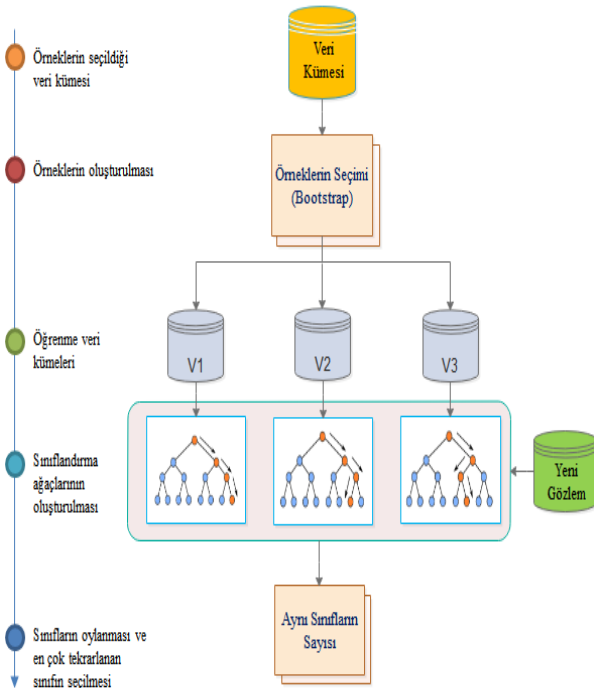 Veri
Kümesi
Örneklerin seçildiği
veri kümesi
Örneklerin oluşturulması
Örneklerin Seçimi
(Bootstrap)
Öğrenme veri
kümeleri
V1
V2
V3
Sınıflandırma
ağaçlarının
oluşturulması
Yeni
Gözlem
Aynı Sınıfların
Sayısı
Sınıfların oylanması ve
en çok tekrarlanan
sınıfın seçilmesi